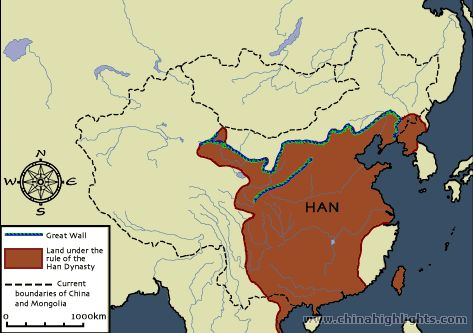 HAN
N
W
E
S
Great Wall
Land under the
rule of the
Han Dynasty
Current
boundaries of China
and Mongolia
0
1000km
www.chinahighlights.com